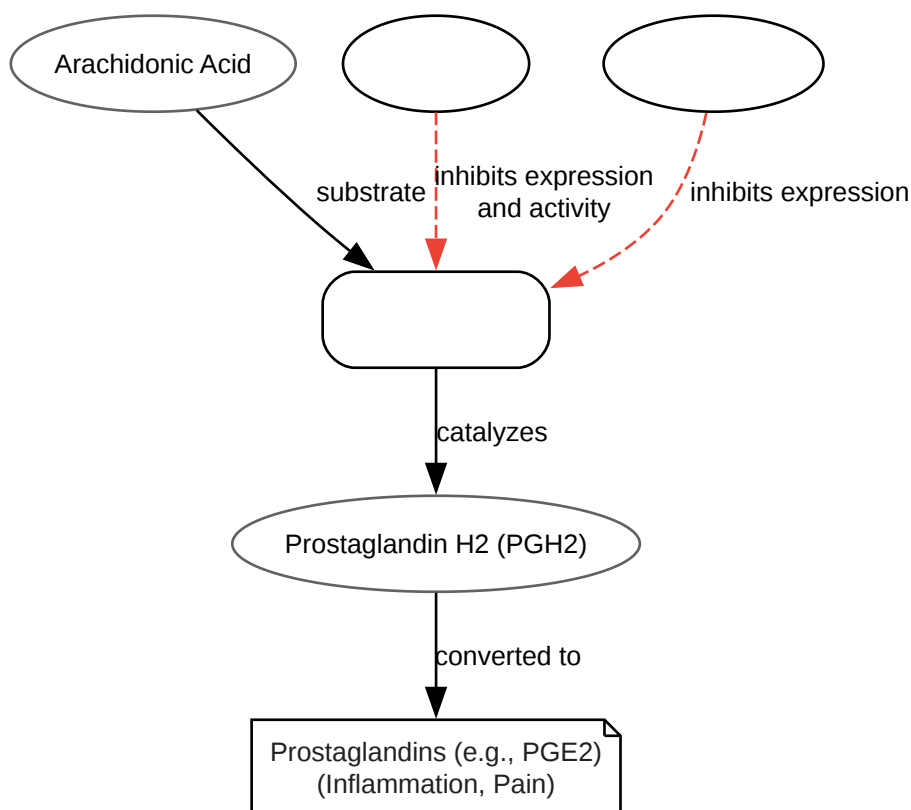 Arachidonic Acid
substrate
inhibits expression
and activity
inhibits expression
catalyzes
Prostaglandin H2 (PGH2)
converted to
Prostaglandins (e.g., PGE2)
(Inflammation, Pain)